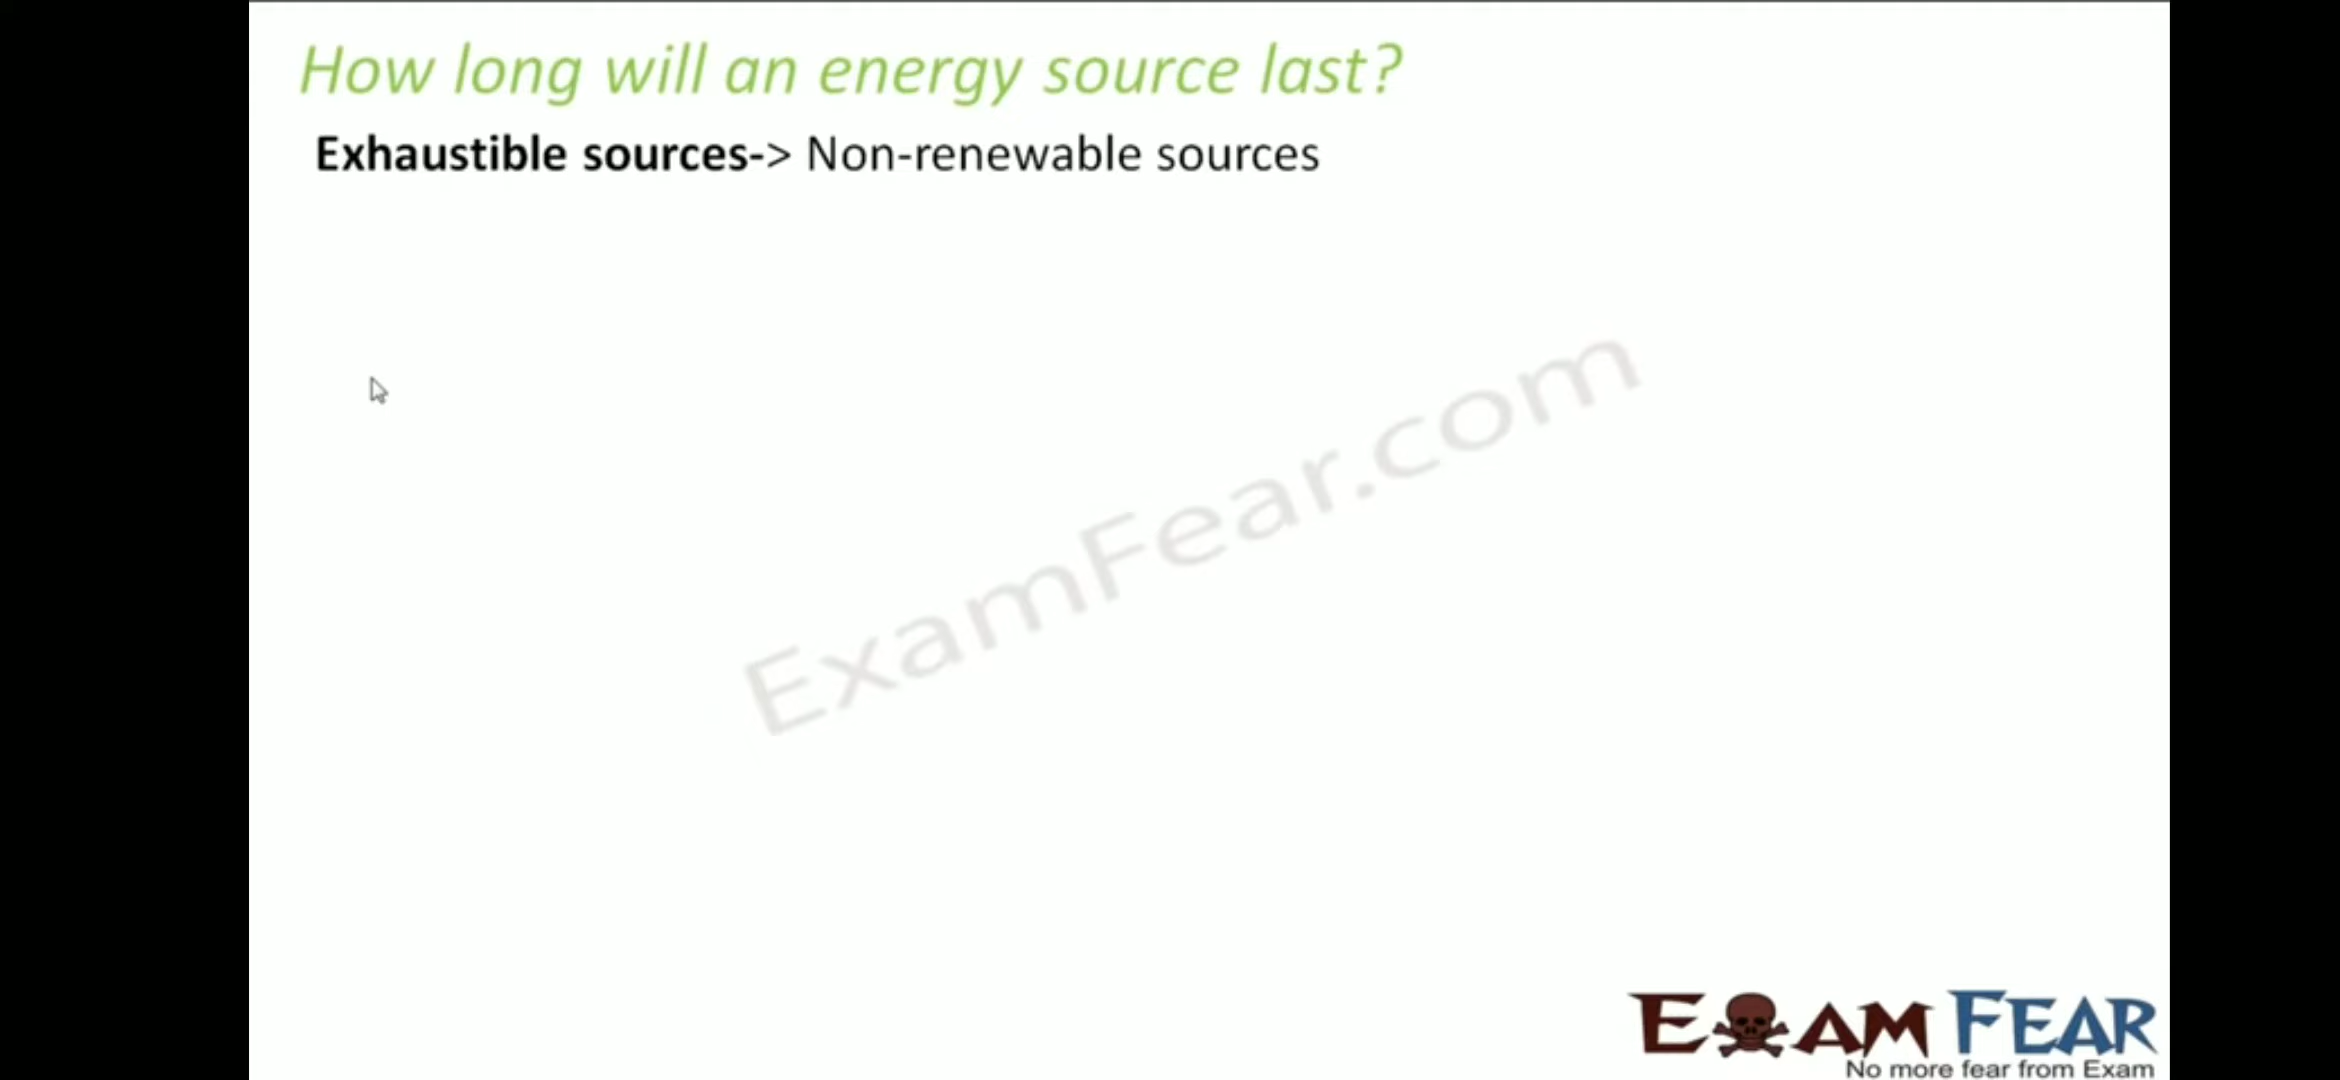 How long will an energy source last?
Exhaustible sources-> Non-renewable sources
ExamFear.com
EXAM FEAR
No more fear from Exam